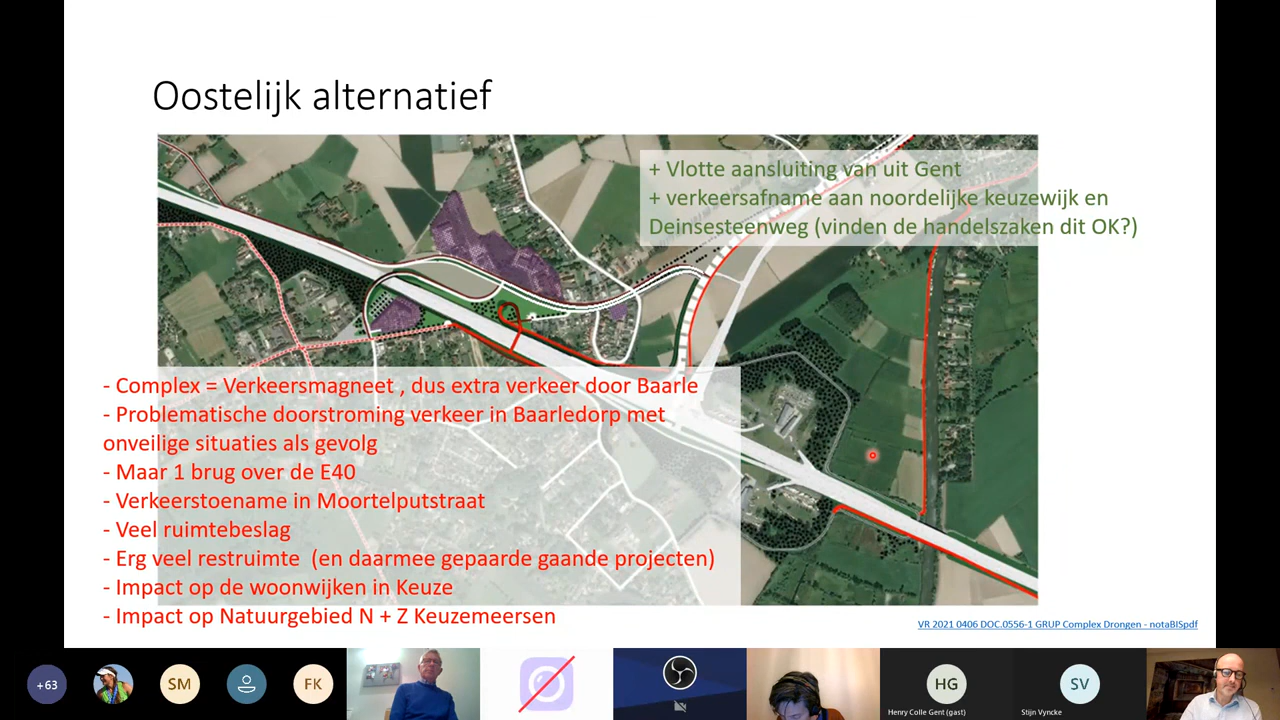 Oostelijk alternatief
+ Vlotte aansluiting van uit Gent
+ verkeersafname aan noordelijke keuzewijk en
Deinsesteenweg (vinden de handelszaken dit OK?)
- Complex = Verkeersmagneet , dus extra verkeer door Baarle
- Problematische doorstroming verkeer in Baarledorp met
onveilige situaties als gevolg
- Maar 1 brug over de E40
- Verkeerstoename in Moortelputstraat
- Veel ruimtebeslag
- Erg veel restruimte (en daarmee gepaarde gaande projecten)
- Impact op de woonwijken in Keuze
- Impact op Natuurgebied N + Z Keuzemeersen
VR 2021 0406 DOC.0556-1 GRUP Complex Drongen - notaBISpdf
+63
SM
FK
HG
SV
Henry Colle Gent (gast)
Stijn Vyncke